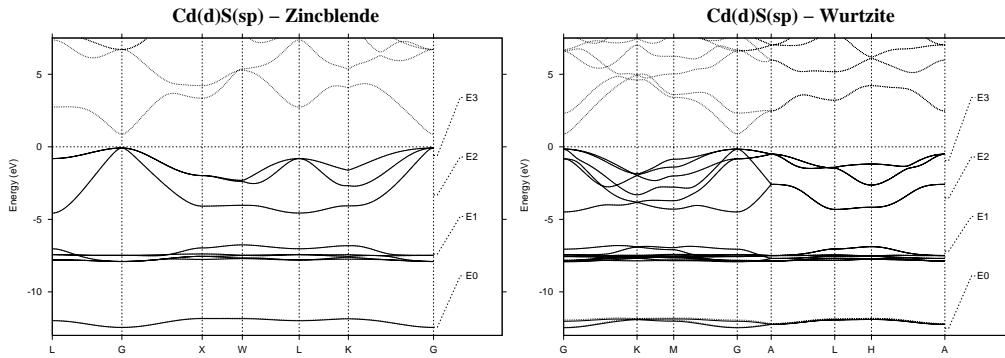 Cd(d)S(sp) – Zincblende
Energy (eV)
5
0
-5
-10
L G X W L K G
E3
E2
E1
E0
Cd(d)S(sp) – Wurtzite
Energy (eV)
5
0
-5
-10
G K M G A L H A
E3
E2
E1
E0